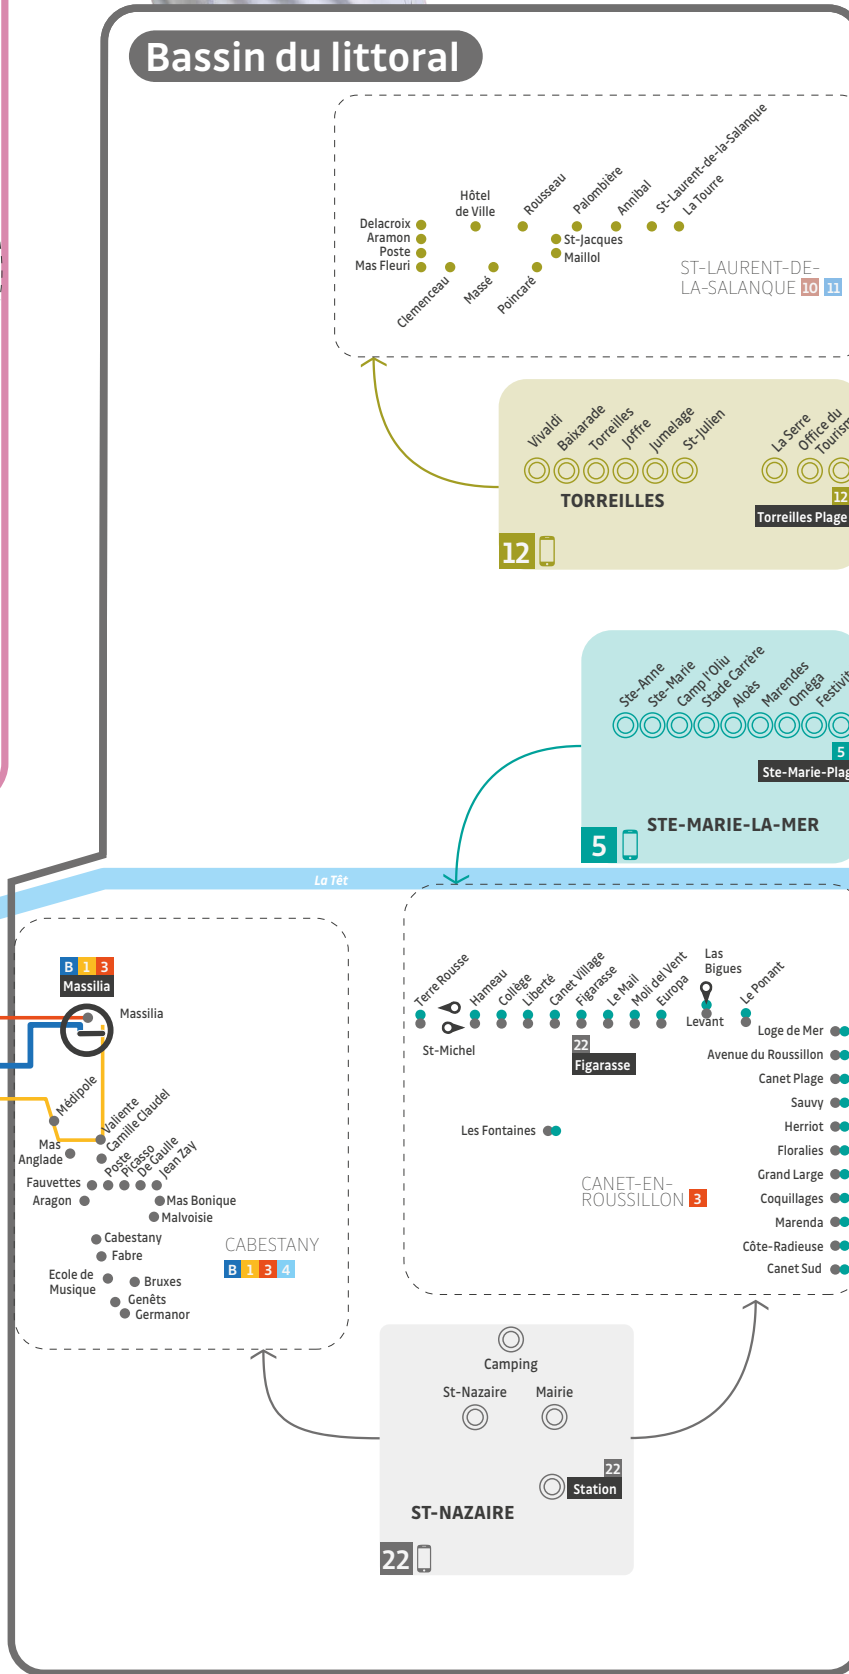 Bassin du littoral
St-Laurent-de-la-Salanque
Hôtel
de Ville
Rousseau
Palombière
Annibal
La Tourre
Delacroix
Aramon
Poste
Mas Fleuri
St-Jacques
Maillol
Clemenceau
Massé
Poincaré
ST-LAURENT-DE-
LA-SALANQUE 10 11
Vivaldi
Baixarade
Torreilles
Joffre
Jumelage
St-Julien
La Serre
Office du
TORREILLES
12
Torreilles Plage
12
Ste-Anne
Ste-Marie
Camp l'Oliu
Stade Carrère
Aloès
Marendes
Oméga
5
STE-MARIE-LA-MER
5
La Têt
B 1 3
Massilia
Massilia
Médipole
Valiente
Camille Claudel
Mas
Anglade
Poste
Picasso
De Gaulle
Jean Zay
Fauvettes
Aragon
Mas Bonique
Malvoisie
Cabestany
Fabre
Ecole de
Musique
Bruxes
Genêts
Germanor
CABESTANY
B 1 3 4
Terre Rousse
Hameau
Collège
Liberté
Canet Village
Figarasse
Le Mail
Moli del Vent
Europa
Las
Bigues
Le Ponant
Levant
St-Michel
22
Figarasse
Loge de Mer
Avenue du Roussillon
Canet Plage
Sauvy
Herriot
Floralies
Grand Large
Coquillages
Marenda
Côte-Radieuse
Canet Sud
Les Fontaines
CANET-EN-
ROUSSILLON 3
Camping
St-Nazaire
Mairie
22
Station
ST-NAZAIRE
22